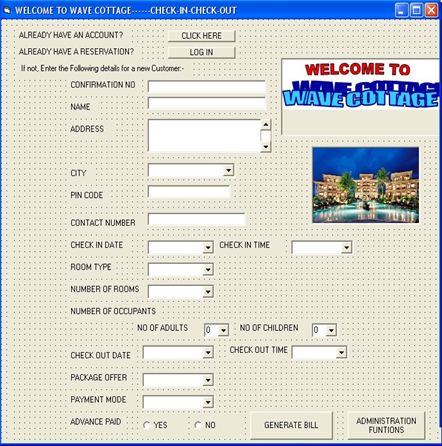 WELCOME TO WAVE COTTAGE------CHECK-IN-CHECK-OUT
ALREADY HAVE AN ACCOUNT? CLICK HERE
ALREADY HAVE A RESERVATION? LOG IN
If not, Enter the Following details for a new Customer:-
CONFIRMATION NO
WELCOME TO
WAVE COTTAGE
NAME
ADDRESS
CITY
PIN CODE
CONTACT NUMBER
CHECK IN DATE CHECK IN TIME
ROOM TYPE
NUMBER OF ROOMS
NUMBER OF OCCUPANTS
NO OF ADULTS 0 NO OF CHILDREN 0
CHECK OUT DATE CHECK OUT TIME
PACKAGE OFFER
PAYMENT MODE
ADVANCE PAID YES NO GENERATE BILL ADMINISTRATION
FUNTIONS